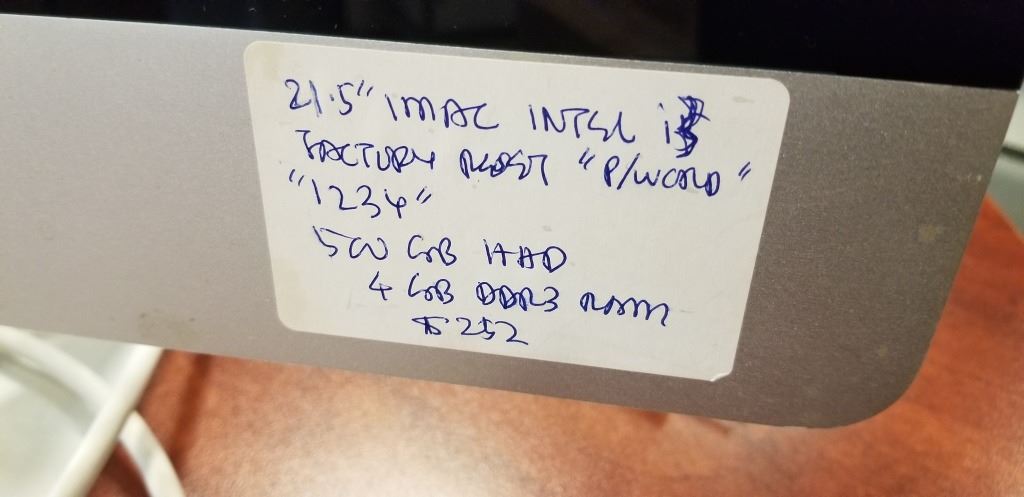 21.5" IMAC INTEL
FACTORY RESET "P/WORD"
"1234"
500 GB HDD
4 GB DDR3 RAM
$252